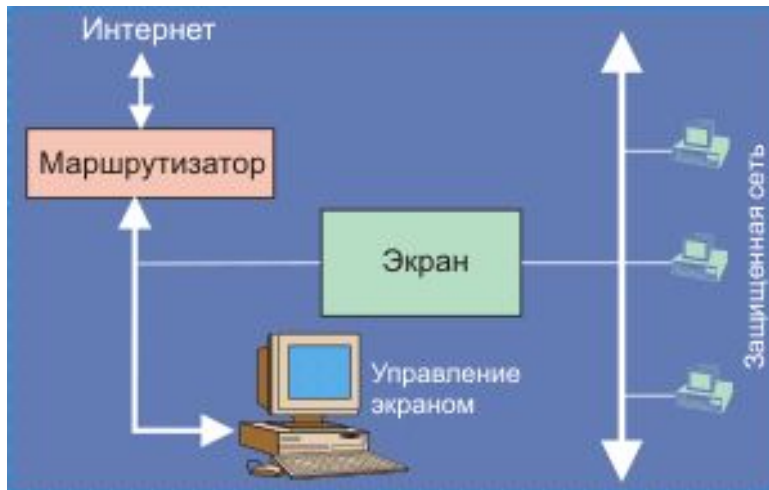 Интернет
Маршрутизатор
Экран
Управление
экраном
Защищенная сеть